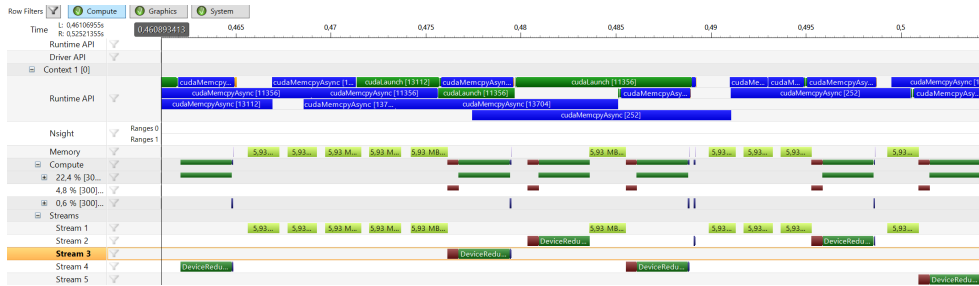 Row Filters Compute Graphics System
Time L: 0,46106955s R: 0,52521355s 0,460893413 0,465 0,47 0,475 0,48 0,485 0,49 0,495 0,5
Runtime API
Driver API
Context 1 [0]
cudaMemcpy... cudaMemcpyAsync [1... cudaLaunch [13112] cudaMemcpyAsyn... cudaLaunch [11356] cudaMe... cudaM... cudaMemcpyAsy... cudaMemcpyAsync [1
Runtime API cudaMemcpyAsync [11356] cudaMemcpyAsync [11356] cudaLaunch [11356] cudaMemcpyAsy... cudaMemcpyAsync [252] cudaMemcpyAsy...
cudaMemcpyAsync [13112] cudaMemcpyAsync [137... cudaMemcpyAsync [13704]
cudaMemcpyAsync [252]
Nsight Ranges 0
Ranges 1
Memory 5,93... 5,93... 5,93 M... 5,93... 5,93 MB... 5,93 MB... 5,93... 5,93... 5,93... 5,93...
Compute
22,4 % [30...
4,8 % [300]...
0,6 % [300]...
Streams
Stream 1 5,93... 5,93... 5,93 M... 5,93... 5,93 MB... 5,93 MB... 5,93... 5,93... 5,93... 5,93...
Stream 2 DeviceRedu... DeviceRedu...
Stream 3 DeviceRedu...
Stream 4 DeviceRedu... DeviceRedu...
Stream 5 DeviceRedu